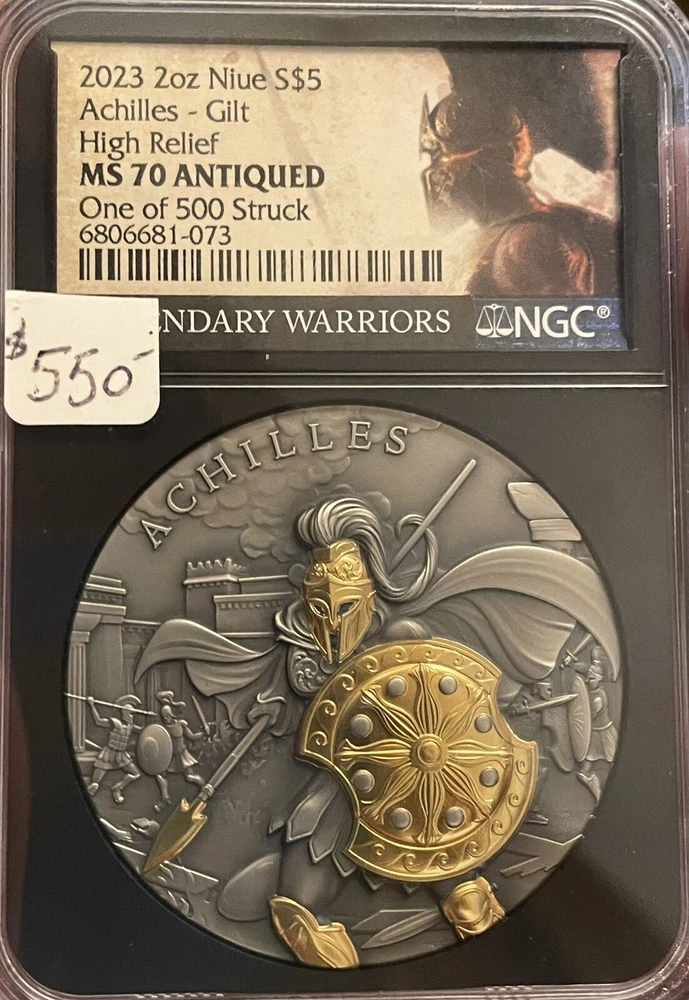 2023 2oz Niue S$5
Achilles - Gilt
High Relief
MS 70 ANTIQUED
One of 500 Struck
6806681-073
ENDARY WARRIORS
NGC®
$550-
ACHILLES